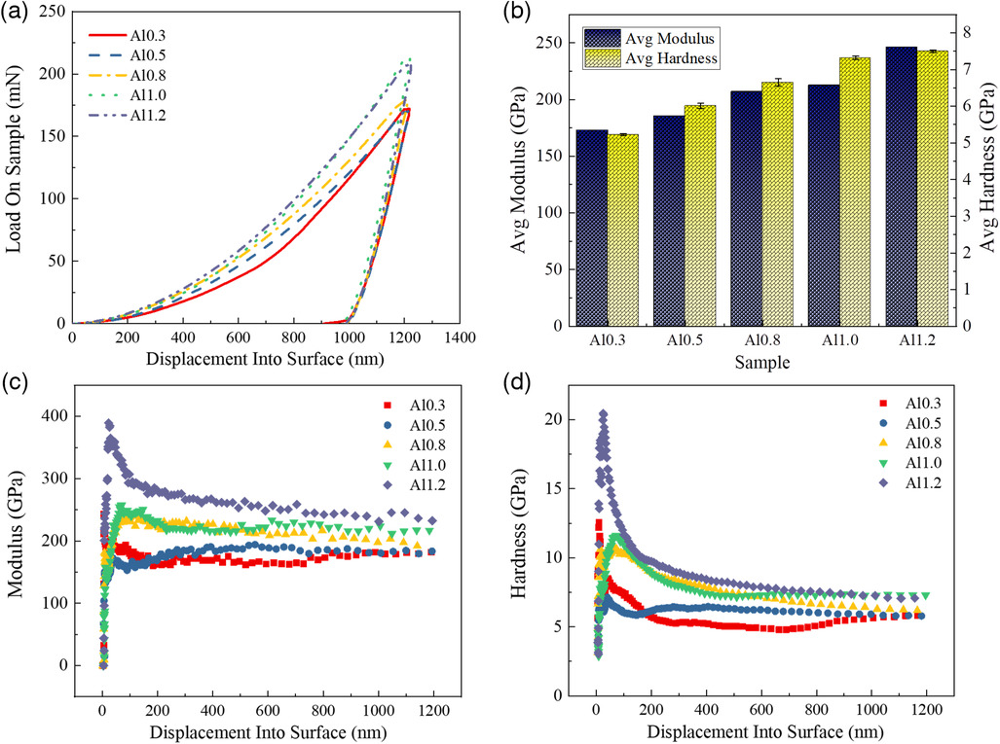 (a)
250
200
150
100
50
0
Load On Sample (mN)
Al0.3
Al0.5
Al0.8
Al1.0
Al1.2
0 200 400 600 800 1000 1200 1400
Displacement Into Surface (nm)
(b)
250
200
150
100
50
0
Avg Modulus (GPa)
Avg Modulus
Avg Hardness
8
7
6
5
4
3
2
1
0
Avg Hardness (GPa)
Al0.3 Al0.5 Al0.8 Al1.0 Al1.2
Sample
(c)
400
300
200
100
0
Modulus (GPa)
Al0.3
Al0.5
Al0.8
Al1.0
Al1.2
0 200 400 600 800 1000 1200
Displacement Into Surface (nm)
(d)
20
15
10
5
0
Hardness (GPa)
Al0.3
Al0.5
Al0.8
Al1.0
Al1.2
0 200 400 600 800 1000 1200
Displacement Into Surface (nm)